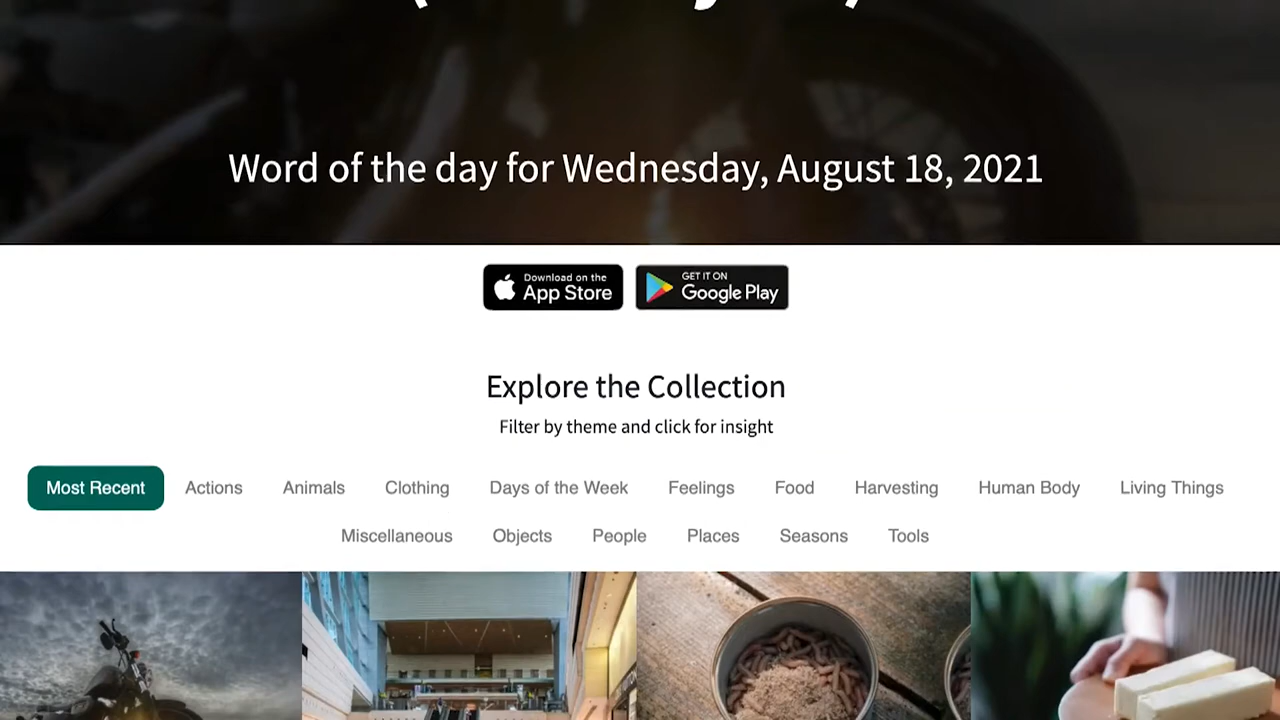 Word of the day for Wednesday, August 18, 2021
Download on the
App Store
GET IT ON
Google Play
Explore the Collection
Filter by theme and click for insight
Most Recent Actions Animals Clothing Days of the Week Feelings Food Harvesting Human Body Living Things
Miscellaneous Objects People Places Seasons Tools